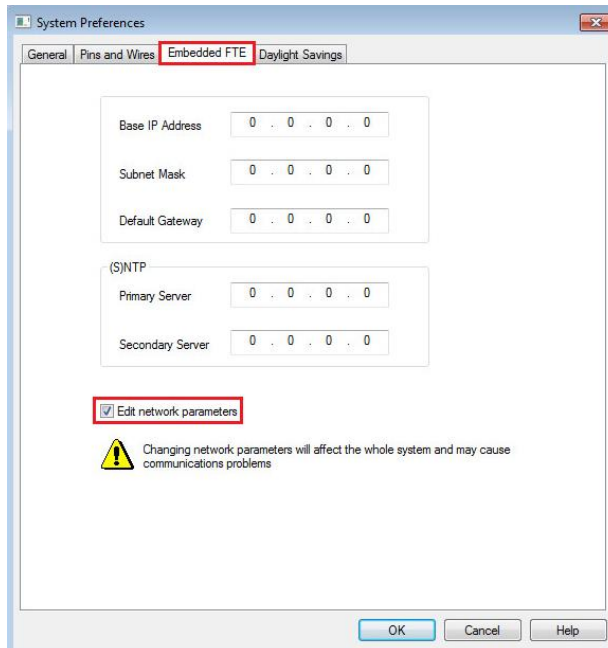 System Preferences
General Pins and Wires Embedded FTE Daylight Savings
Base IP Address 0 . 0 . 0 . 0
Subnet Mask 0 . 0 . 0 . 0
Default Gateway 0 . 0 . 0 . 0
(S)NTP
Primary Server 0 . 0 . 0 . 0
Secondary Server 0 . 0 . 0 . 0
Edit network parameters
Changing network parameters will affect the whole system and may cause
communications problems
OK Cancel Help